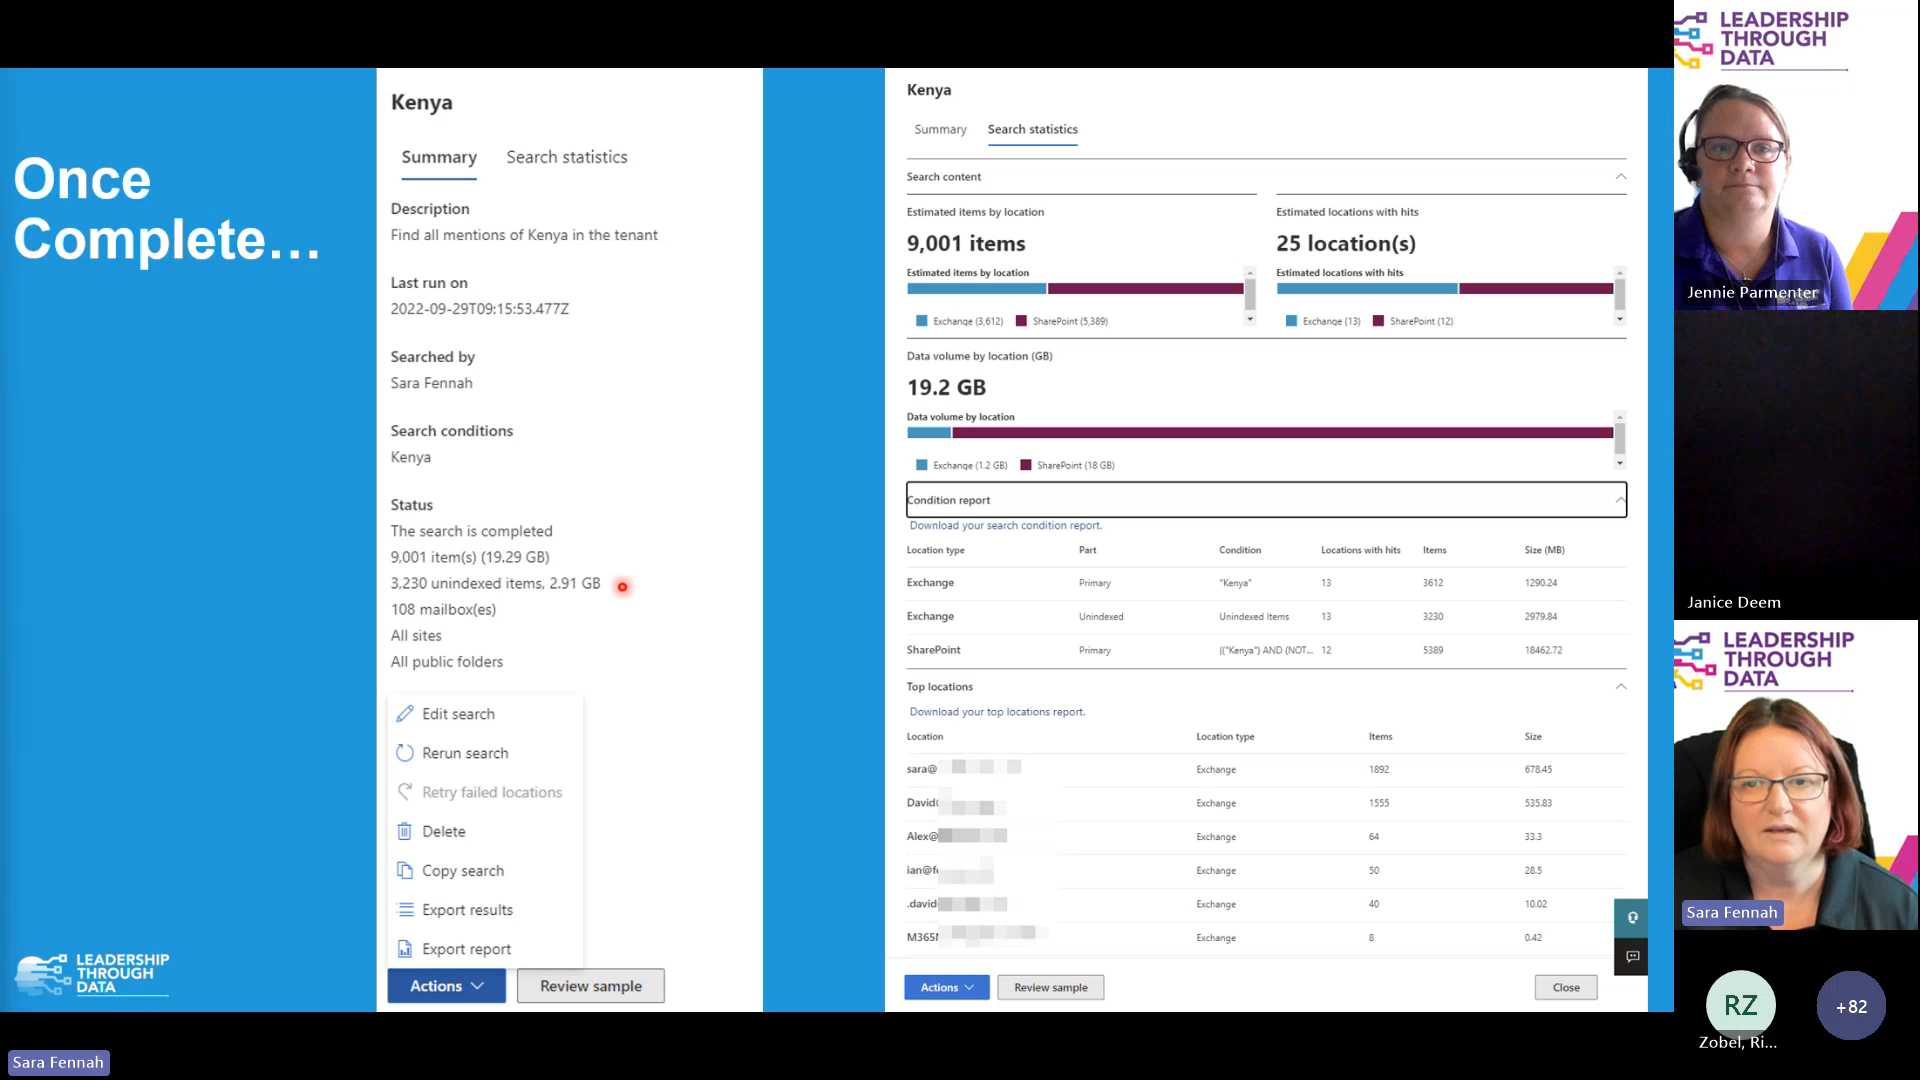 Once
Complete...
LEADERSHIP
THROUGH
DATA
Kenya
Summary
Search statistics
Description
Find all mentions of Kenya in the tenant
Last run on
2022-09-29T09:15:53.477Z
Searched by
Sara Fennah
Search conditions
Kenya
Status
The search is completed
9,001 item(s) (19.29 GB)
3,230 unindexed items, 2.91 GB
108 mailbox(es)
All sites
All public folders
Edit search
Rerun search
Retry failed locations
Delete
Copy search
Export results
Export report
Actions
Review sample
Kenya
Summary
Search statistics
Search content
Estimated items by location
9,001 items
Estimated items by location
Exchange (3,612)
SharePoint (5,389)
Estimated locations with hits
25 location(s)
Estimated locations with hits
Exchange (13)
SharePoint (12)
Data volume by location (GB)
19.2 GB
Data volume by location
Exchange (1.2 GB)
SharePoint (18 GB)
Condition report
Download your search condition report.
Location type Part Condition Locations with hits Items Size (MB)
Exchange Primary "Kenya" 13 3612 1290.24
Exchange Unindexed Unindexed Items 13 3230 2979.84
SharePoint Primary (("Kenya") AND (NOT... 12 5389 18462.72
Top locations
Download your top locations report.
Location Location type Items Size
sara@ Exchange 1892 678.45
David Exchange 1555 535.83
Alex@ Exchange 64 33.3
ian@f Exchange 50 28.5
.david Exchange 40 10.02
M365 Exchange 8 0.42
Actions
Review sample
Close
LEADERSHIP
THROUGH
DATA
Jennie Parmenter
Janice Deem
LEADERSHIP
THROUGH
DATA
Sara Fennah
RZ
Zobel, Ri...
+82
Sara Fennah